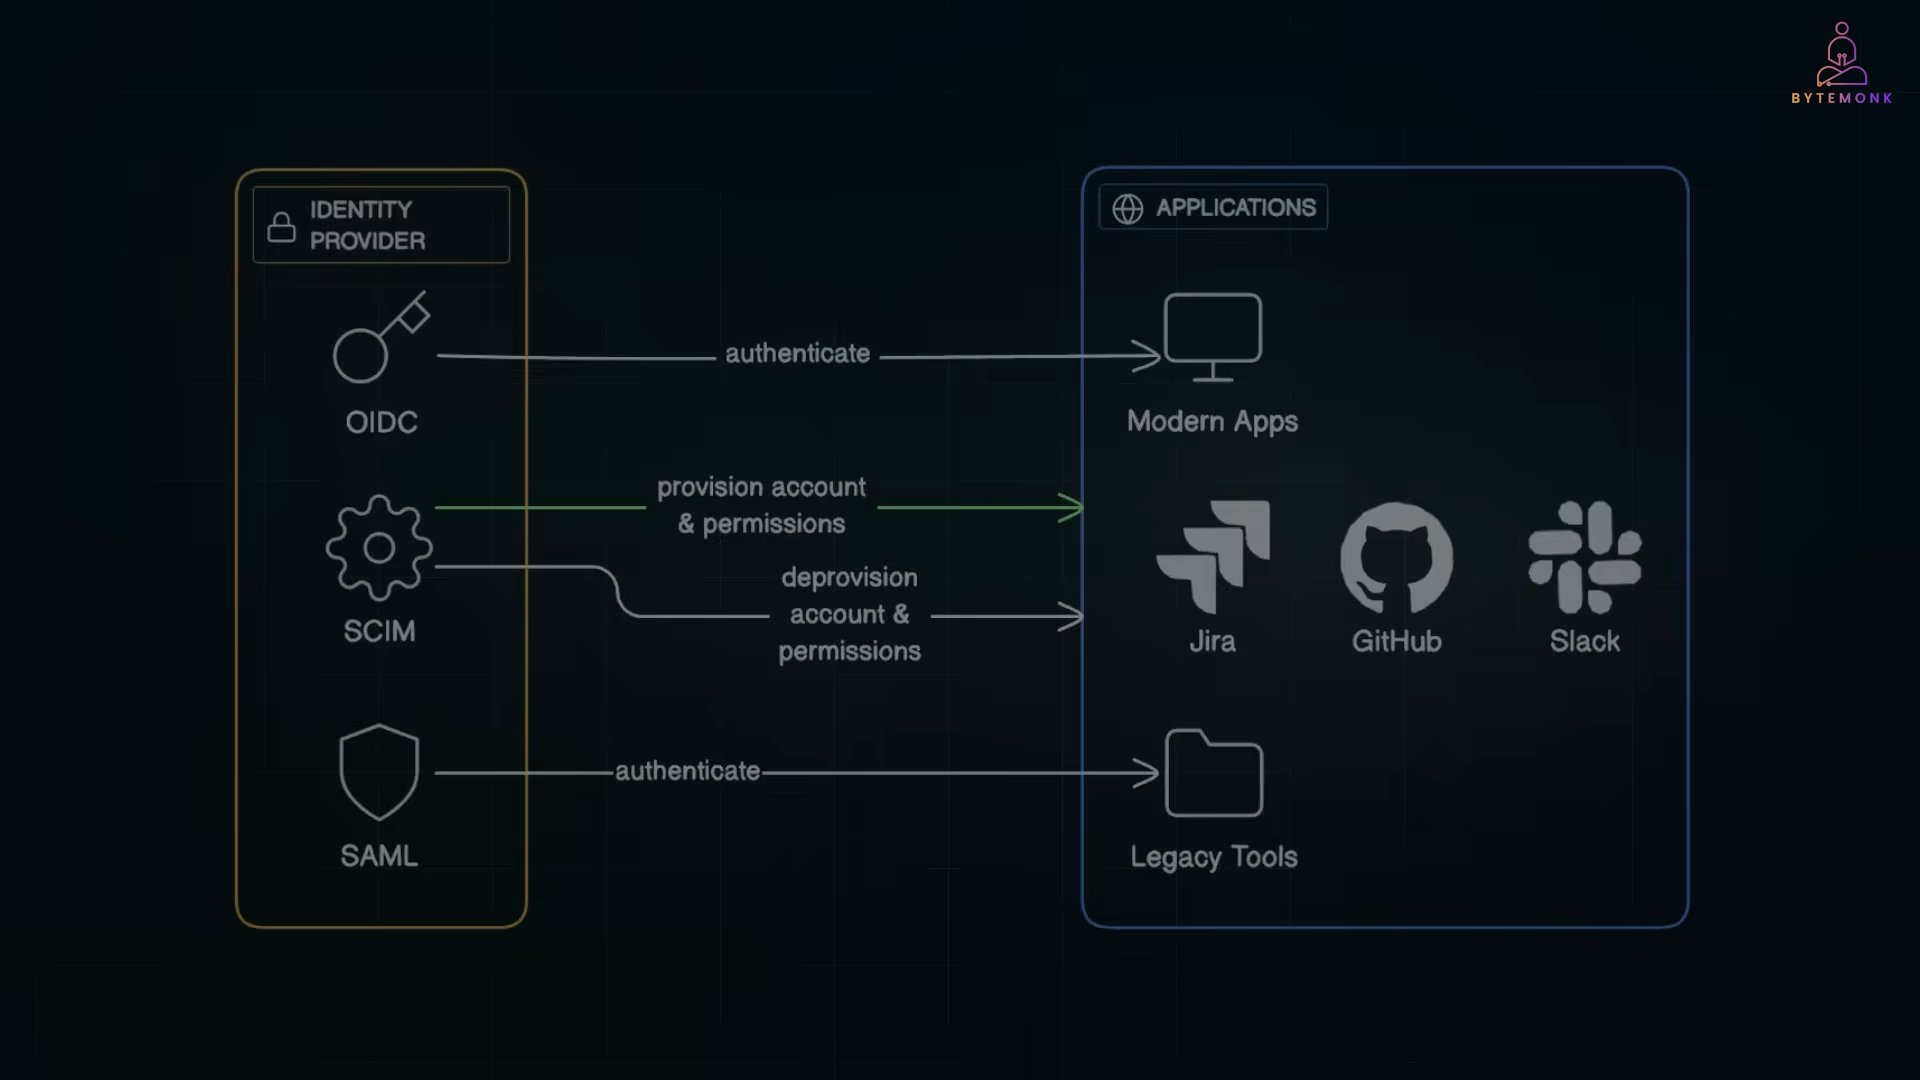 BYTEMONK
IDENTITY
PROVIDER
APPLICATIONS
authenticate
OIDC
Modern Apps
provision account
& permissions
deprovision
account &
permissions
SCIM
Jira
GitHub
Slack
authenticate
SAML
Legacy Tools